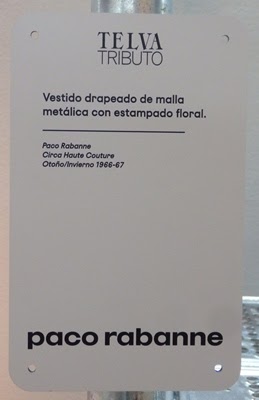 TELVA
TRIBUTO
Vestido drapeado de malla
metálica con estampado floral.
Paco Rabanne
Circa Haute Couture
Otoño/Invierno 1966-67
paco rabanne